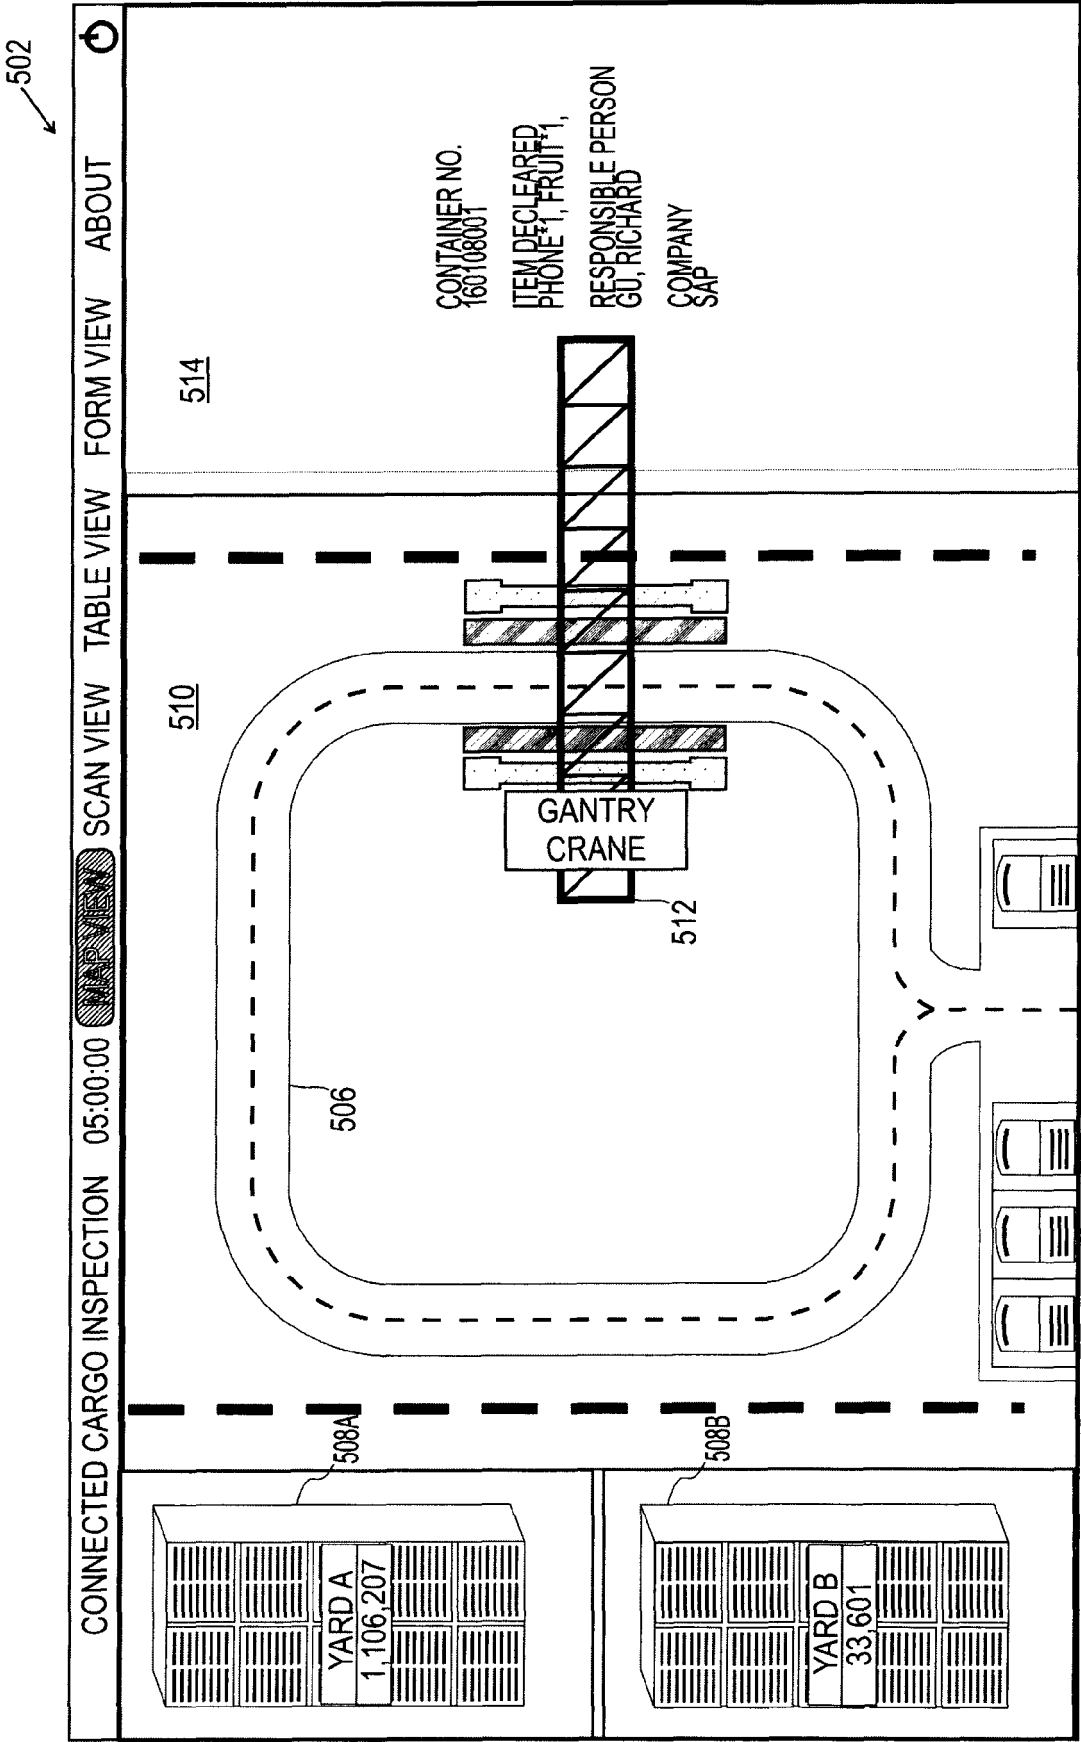 502
CONNECTED CARGO INSPECTION 05:00:00 MAP VIEW SCAN VIEW TABLE VIEW FORM VIEW ABOUT
508A
YARD A
1,106,207
508B
YARD B
33,601
506
510
GANTRY
CRANE
512
514
CONTAINER NO.
160108001
ITEM DECLEARED
PHONE*1, FRUIT*1,
RESPONSIBLE PERSON
GU, RICHARD
COMPANY
SAP